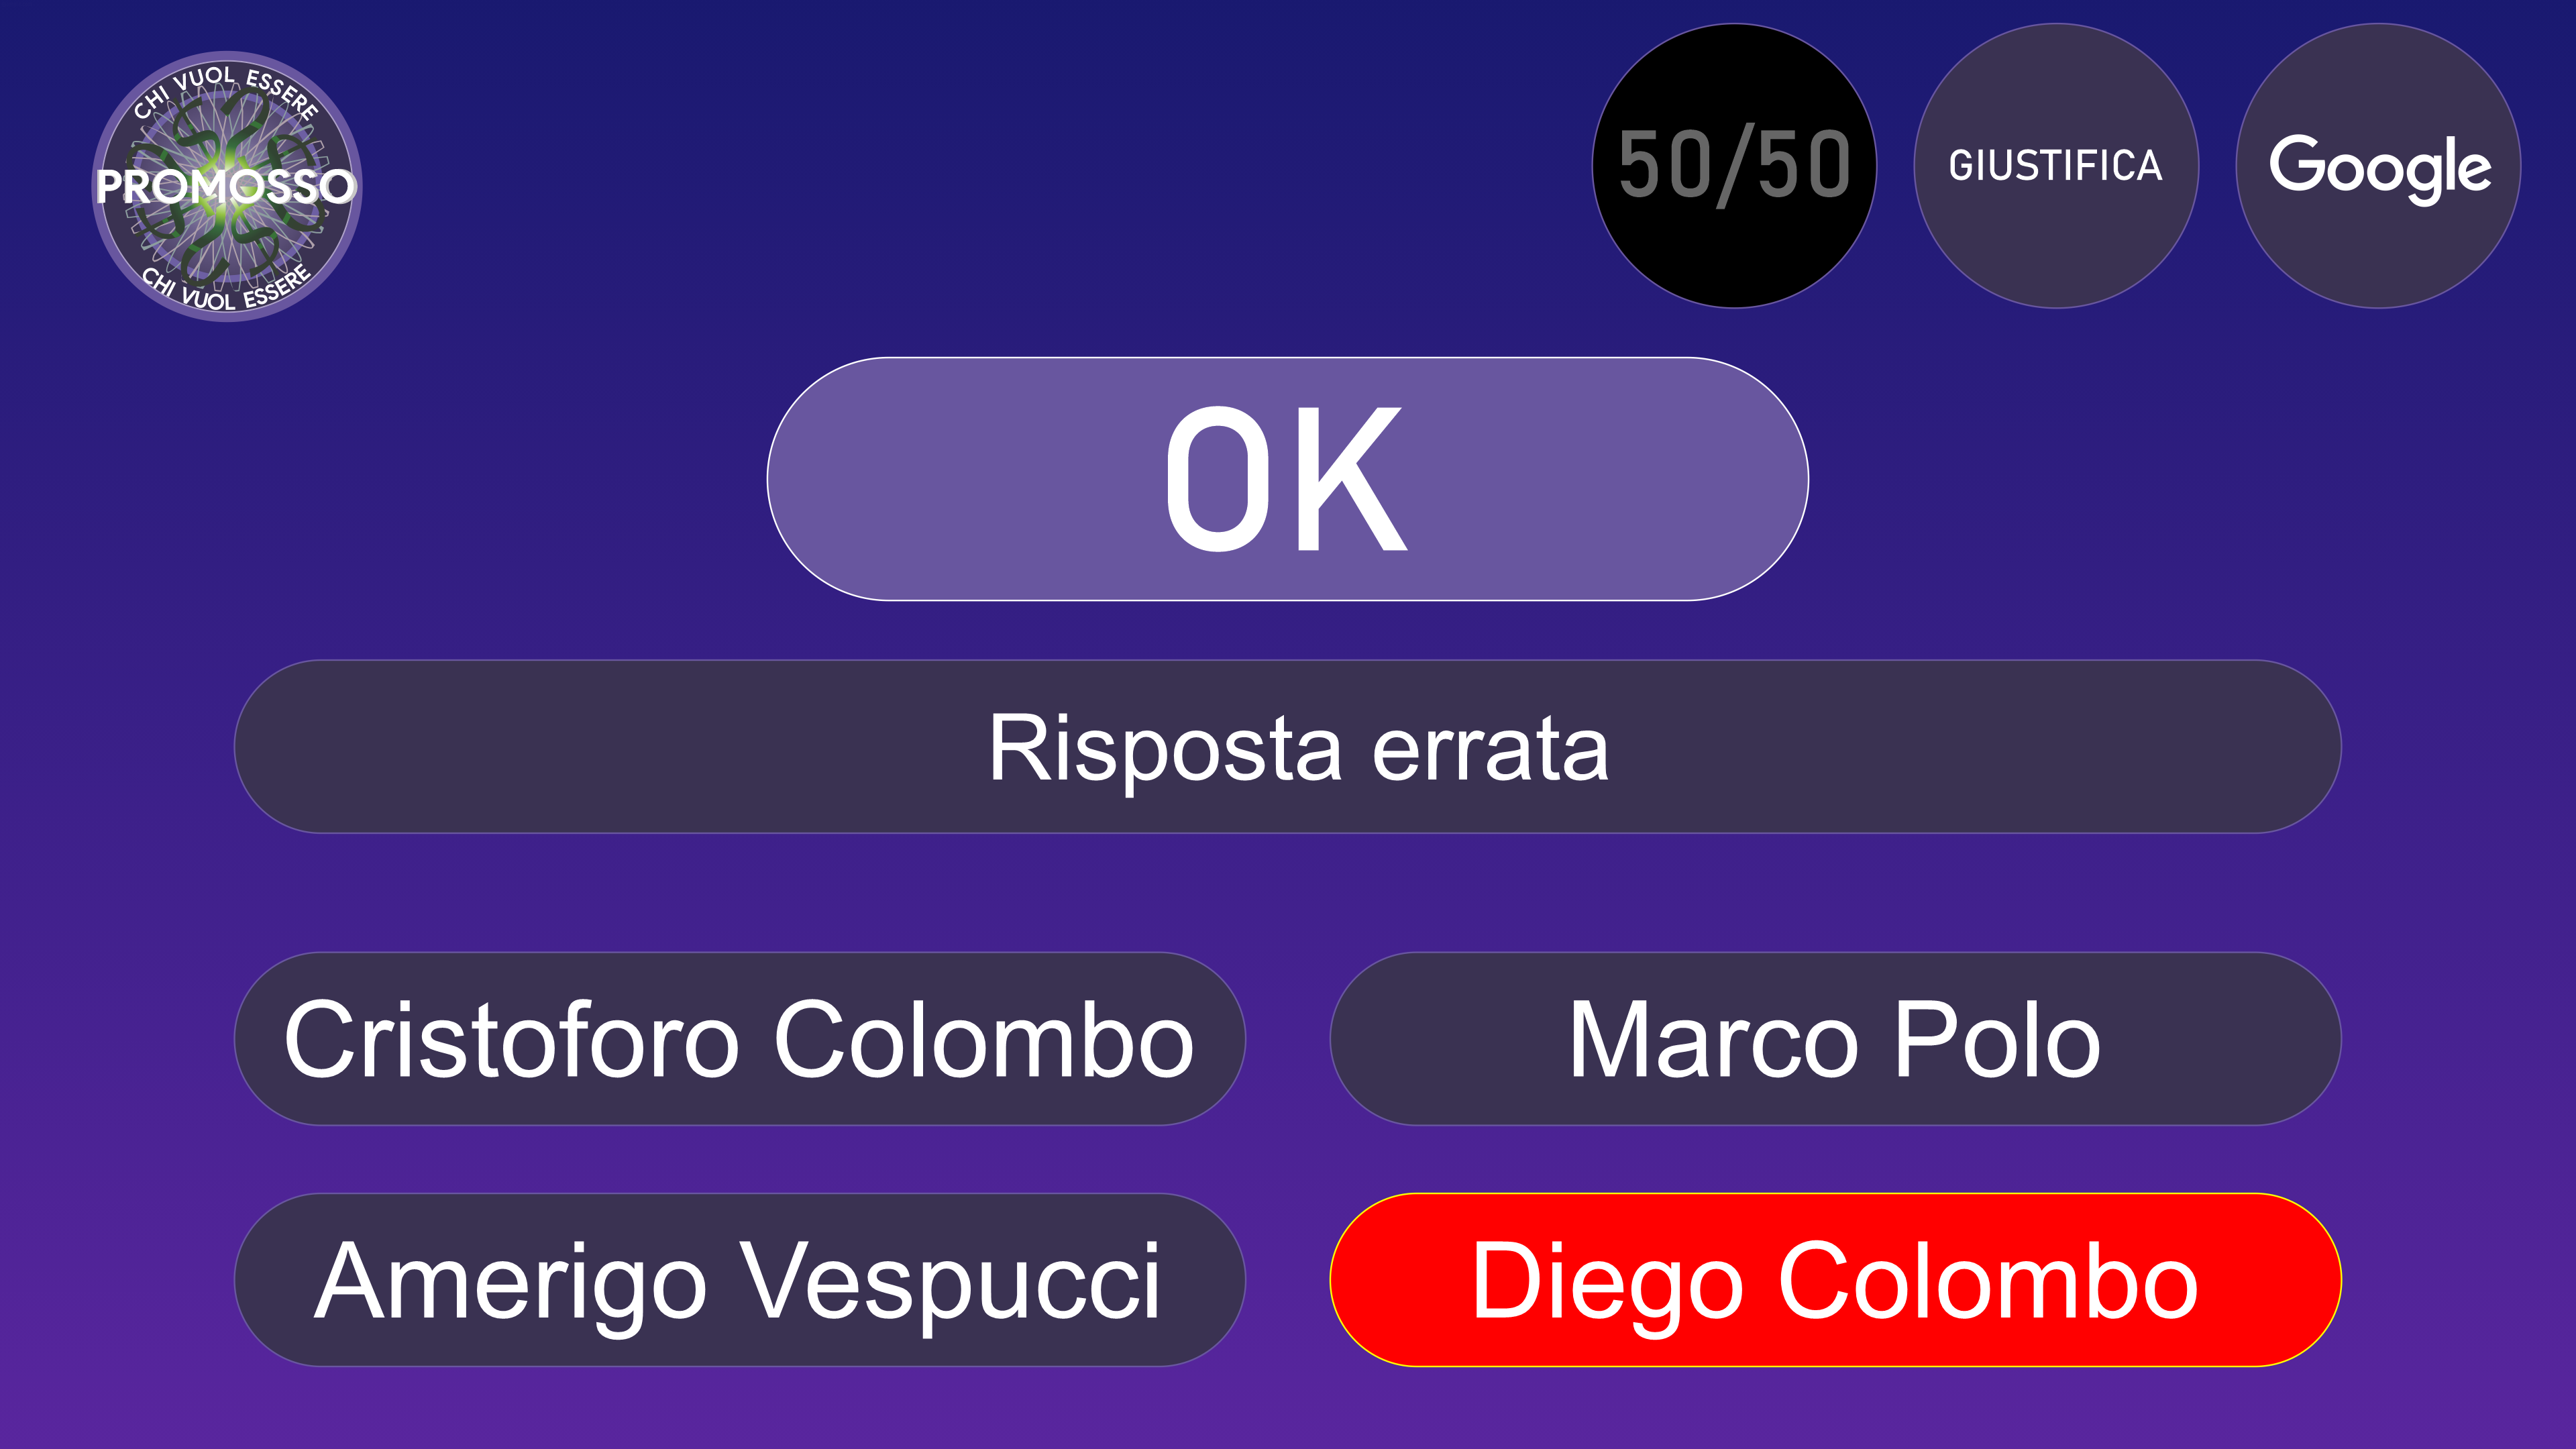 CHI VUOL ESSERE
PROMOSSO
CHI VUOL ESSERE
50/50
GIUSTIFICA
Google
OK
Risposta errata
Cristoforo Colombo
Marco Polo
Amerigo Vespucci
Diego Colombo